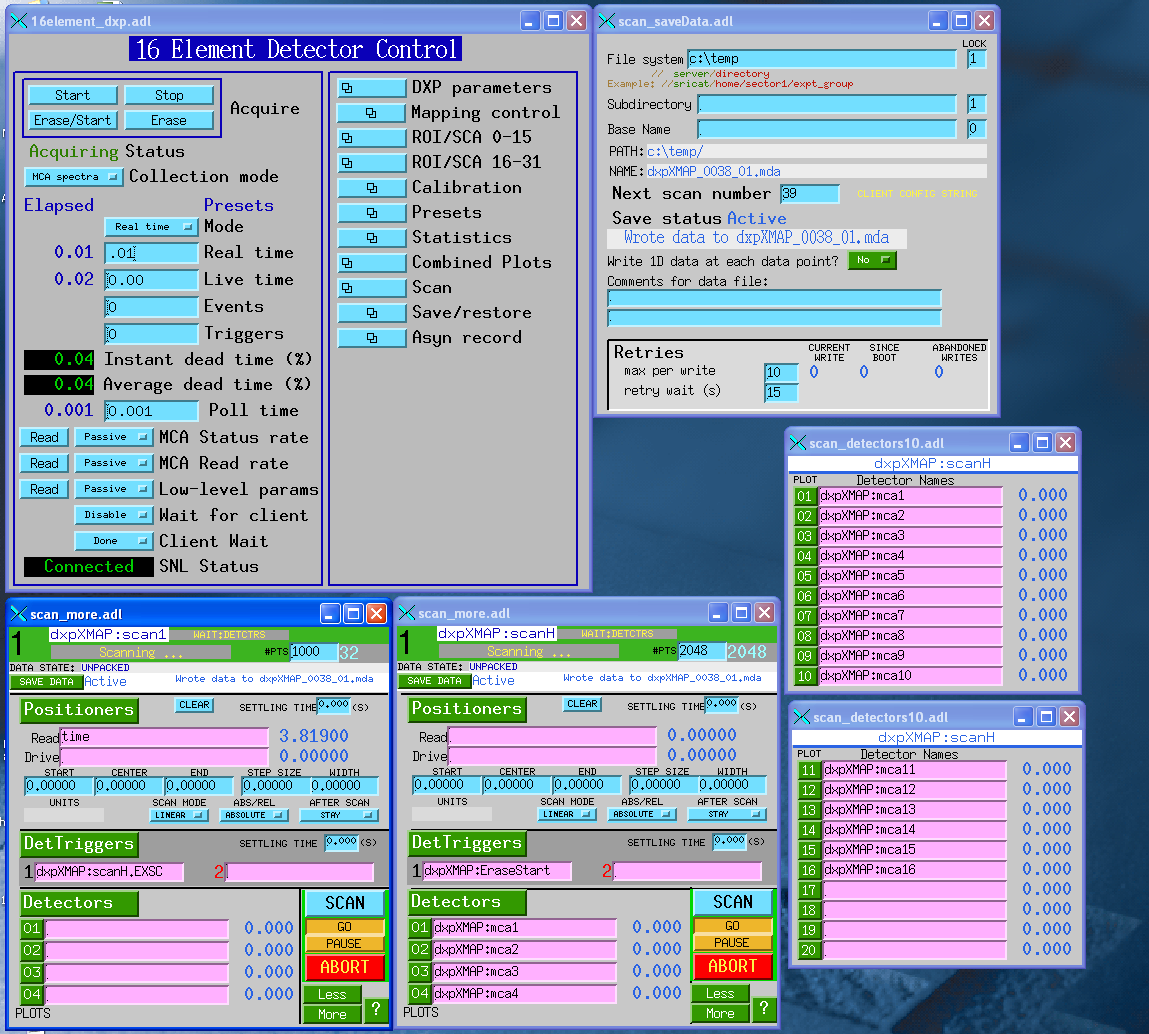 16element_dxp.adl
16 Element Detector Control
Start Stop
Erase/Start Erase
Acquire
Acquiring Status
MCA spectra Collection mode
Elapsed Presets
Real time Mode
0.01 .01 Real time
0.02 0.00 Live time
0 Events
0 Triggers
0.04 Instant dead time (%)
0.04 Average dead time (%)
0.001 0.001 Poll time
Read Passive MCA Status rate
Read Passive MCA Read rate
Read Passive Low-level params
Disable Wait for client
Done Client Wait
Connected SNL Status
DXP parameters
Mapping control
ROI/SCA 0-15
ROI/SCA 16-31
Calibration
Presets
Statistics
Combined Plots
Scan
Save/restore
Asyn record
scan_saveData.adl
LOCK
File system c:\temp 1
// server/directory
Example: //sricat/home/sector1/expt_group
Subdirectory 1
Base Name 0
PATH: c:\temp/
NAME: dxpXMAP_0038_01.mda
Next scan number 39 CLIENT CONFIG STRING
Save status Active
Wrote data to dxpXMAP_0038_01.mda
Write 1D data at each data point? No
Comments for data file:
Retries CURRENT WRITE SINCE BOOT ABANDONED WRITES
max per write 10 0 0 0
retry wait (s) 15
scan_detectors10.adl
dxpXMAP:scanH
PLOT Detector Names
01 dxpXMAP:mca1 0.000
02 dxpXMAP:mca2 0.000
03 dxpXMAP:mca3 0.000
04 dxpXMAP:mca4 0.000
05 dxpXMAP:mca5 0.000
06 dxpXMAP:mca6 0.000
07 dxpXMAP:mca7 0.000
08 dxpXMAP:mca8 0.000
09 dxpXMAP:mca9 0.000
10 dxpXMAP:mca10 0.000
scan_detectors10.adl
dxpXMAP:scanH
PLOT Detector Names
11 dxpXMAP:mca11 0.000
12 dxpXMAP:mca12 0.000
13 dxpXMAP:mca13 0.000
14 dxpXMAP:mca14 0.000
15 dxpXMAP:mca15 0.000
16 dxpXMAP:mca16 0.000
17 0.000
18 0.000
19 0.000
20 0.000
scan_more.adl
1 dxpXMAP:scan1 WAIT:DETCTRS
Scanning ... #PTS 1000 32
DATA STATE: UNPACKED
SAVE DATA Active Wrote data to dxpXMAP_0038_01.mda
Positioners CLEAR SETTLING TIME 0.000 (S)
Read time 3.81900
Drive 0.00000
START CENTER END STEP SIZE WIDTH
0.00000 0.00000 0.00000 0.00000 0.00000
UNITS SCAN MODE ABS/REL AFTER SCAN
LINEAR ABSOLUTE STAY
DetTriggers SETTLING TIME 0.000 (S)
1 dxpXMAP:scanH.EXSC 2
Detectors SCAN
01 0.000 GO
02 0.000 PAUSE
03 0.000 ABORT
04 0.000 Less
PLOTS More ?
scan_more.adl
1 dxpXMAP:scanH WAIT:DETCTRS
Scanning ... #PTS 2048 2048
DATA STATE: UNPACKED
SAVE DATA Active Wrote data to dxpXMAP_0038_01.mda
Positioners CLEAR SETTLING TIME 0.000 (S)
Read 0.00000
Drive 0.00000
START CENTER END STEP SIZE WIDTH
0.00000 0.00000 0.00000 0.00000 0.00000
UNITS SCAN MODE ABS/REL AFTER SCAN
LINEAR ABSOLUTE STAY
DetTriggers SETTLING TIME 0.000 (S)
1 dxpXMAP:EraseStart 2
Detectors SCAN
01 dxpXMAP:mca1 0.000 GO
02 dxpXMAP:mca2 0.000 PAUSE
03 dxpXMAP:mca3 0.000 ABORT
04 dxpXMAP:mca4 0.000 Less
PLOTS More ?